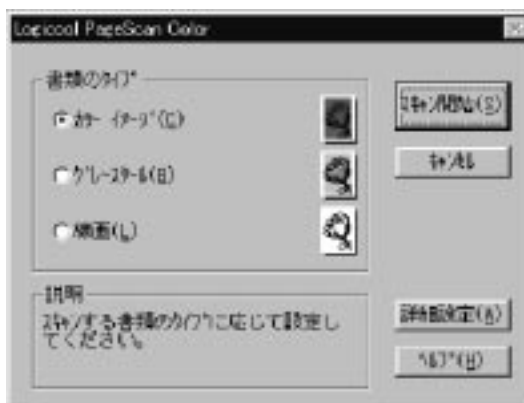 Logicool PageScan Color
書類のﾀｲﾌﾟ
ｶﾗｰ ｲﾒｰｼﾞ(C)
ｸﾞﾚｰｽｹｰﾙ(B)
線画(L)
ｽｷｬﾝ開始(S)
ｷｬﾝｾﾙ
説明
ｽｷｬﾝする書類のﾀｲﾌﾟに応じて設定し
てください。
詳細設定(A)
ﾍﾙﾌﾟ(H)